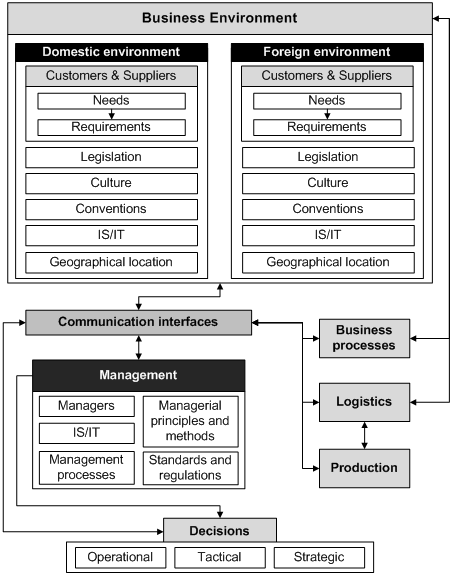 Business Environment
Domestic environment
Customers & Suppliers
Needs
Requirements
Legislation
Culture
Conventions
IS/IT
Geographical location
Foreign environment
Customers & Suppliers
Needs
Requirements
Legislation
Culture
Conventions
IS/IT
Geographical location
Communication interfaces
Business
processes
Management
Managers
IS/IT
Management
processes
Managerial
principles and
methods
Standards and
regulations
Logistics
Production
Decisions
Operational
Tactical
Strategic